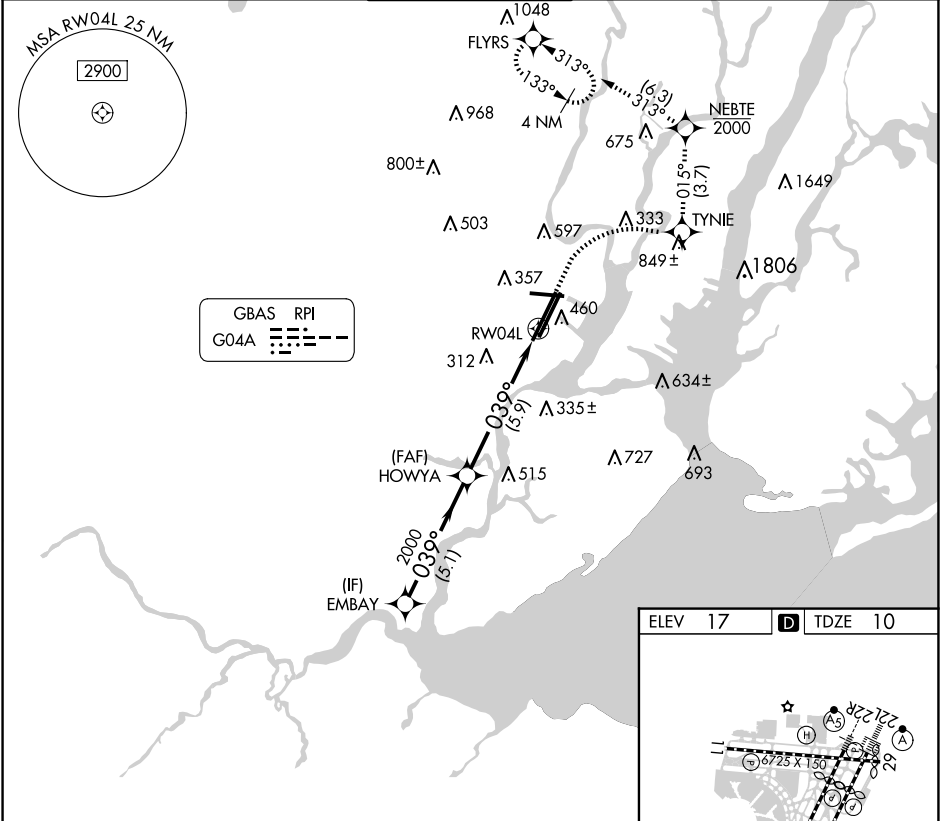 MSA RW04L 25 NM
2900
1048
FLYRS
313°
133°
4 NM
313°
(6.3)
NEBTE
2000
968
675
800±
015°
(3.7)
1649
503
597
333
TYNIE
849±
1806
357
460
GBAS RPI
G04A
RW04L
312
039°
(5.9)
634±
335±
(FAF)
HOWYA
515
727
693
2000
039°
(5.1)
(IF)
EMBAY
ELEV 17
D
TDZE 10
A5
22R
22L
A
H
P
11
P
6725 X 150
29
P
P